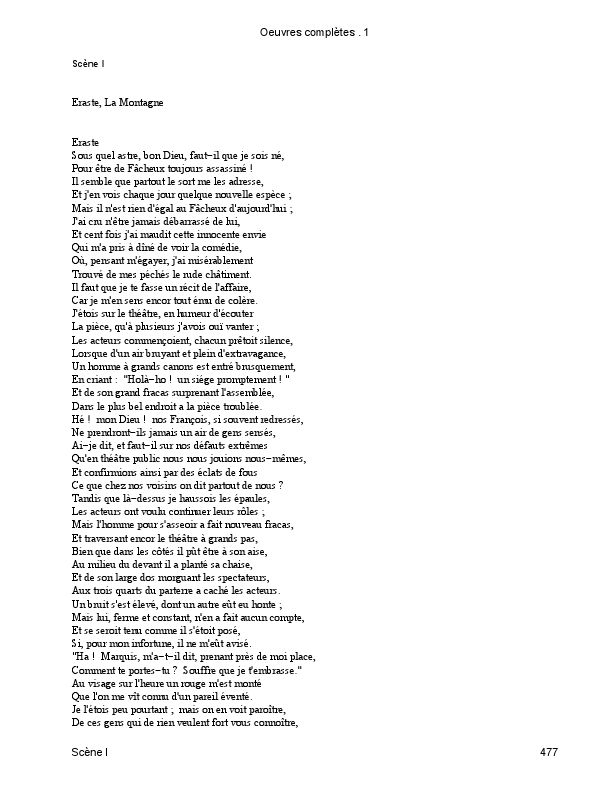 Oeuvres complètes . 1
Scène I
Eraste, La Montagne
Eraste
Sous quel astre, bon Dieu, faut-il que je sois né,
Pour être de Fâcheux toujours assassiné !
Il semble que partout le sort me les adresse,
Et j'en vois chaque jour quelque nouvelle espèce ;
Mais il n'est rien d'égal au Fâcheux d'aujourd'hui ;
J'ai cru n'être jamais débarrassé de lui,
Et cent fois j'ai maudit cette innocente envie
Qui m'a pris à dîné de voir la comédie,
Où, pensant m'égayer, j'ai misérablement
Trouvé de mes péchés le rude châtiment.
Il faut que je te fasse un récit de l'affaire,
Car je m'en sens encor tout ému de colère.
J'étois sur le théâtre, en humeur d'écouter
La pièce, qu'à plusieurs j'avois ouï vanter ;
Les acteurs commençoient, chacun prêtoit silence,
Lorsque d'un air bruyant et plein d'extravagance,
Un homme à grands canons est entré brusquement,
En criant : "Holà-ho ! un siége promptement ! "
Et de son grand fracas surprenant l'assemblée,
Dans le plus bel endroit a la pièce troublée.
Hé ! mon Dieu ! nos François, si souvent redressés,
Ne prendront-ils jamais un air de gens sensés,
Ai-je dit, et faut-il sur nos défauts extrêmes
Qu'en théâtre public nous nous jouions nous-mêmes,
Et confirmions ainsi par des éclats de fous
Ce que chez nos voisins on dit partout de nous ?
Tandis que là-dessus je haussois les épaules,
Les acteurs ont voulu continuer leurs rôles ;
Mais l'homme pour s'asseoir a fait nouveau fracas,
Et traversant encor le théâtre à grands pas,
Bien que dans les côtés il pût être à son aise,
Au milieu du devant il a planté sa chaise,
Et de son large dos morguant les spectateurs,
Aux trois quarts du parterre a caché les acteurs.
Un bruit s'est élevé, dont un autre eût eu honte ;
Mais lui, ferme et constant, n'en a fait aucun compte,
Et se seroit tenu comme il s'étoit posé,
Si, pour mon infortune, il ne m'eût avisé.
"Ha ! Marquis, m'a-t-il dit, prenant près de moi place,
Comment te portes-tu ? Souffre que je t'embrasse."
Au visage sur l'heure un rouge m'est monté
Que l'on me vît connu d'un pareil éventé.
Je l'étois peu pourtant ; mais on en voit paroître,
De ces gens qui de rien veulent fort vous connoître,
Scène I
477